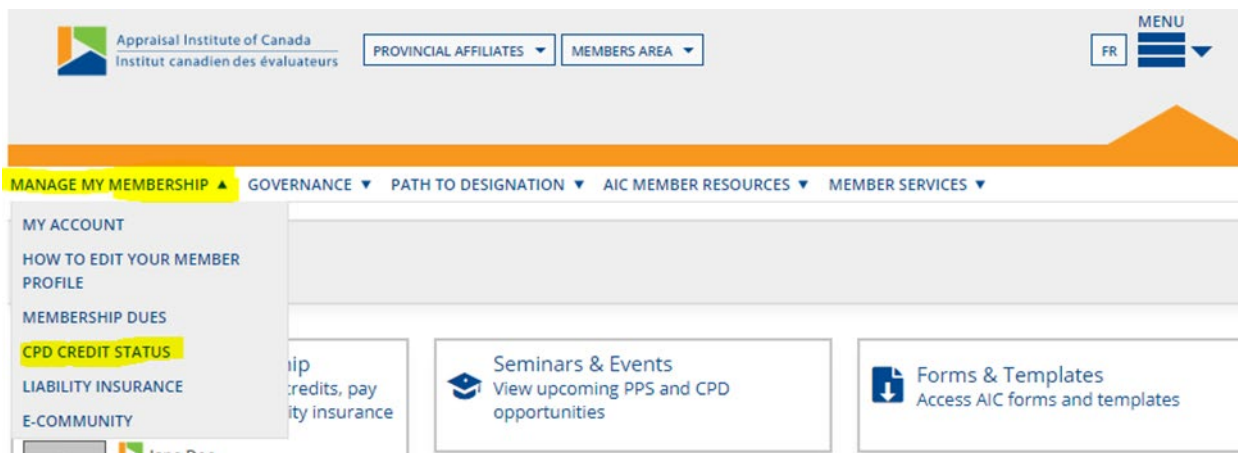 MENU
Appraisal Institute of Canada
Institut canadien des évaluateurs
PROVINCIAL AFFILIATES
MEMBERS AREA
FR
MANAGE MY MEMBERSHIP
GOVERNANCE
PATH TO DESIGNATION
AIC MEMBER RESOURCES
MEMBER SERVICES
MY ACCOUNT
HOW TO EDIT YOUR MEMBER
PROFILE
MEMBERSHIP DUES
CPD CREDIT STATUS
LIABILITY INSURANCE
E-COMMUNITY
credits, pay
insurance
Seminars & Events
View upcoming PPS and CPD
opportunities
Forms & Templates
Access AIC forms and templates